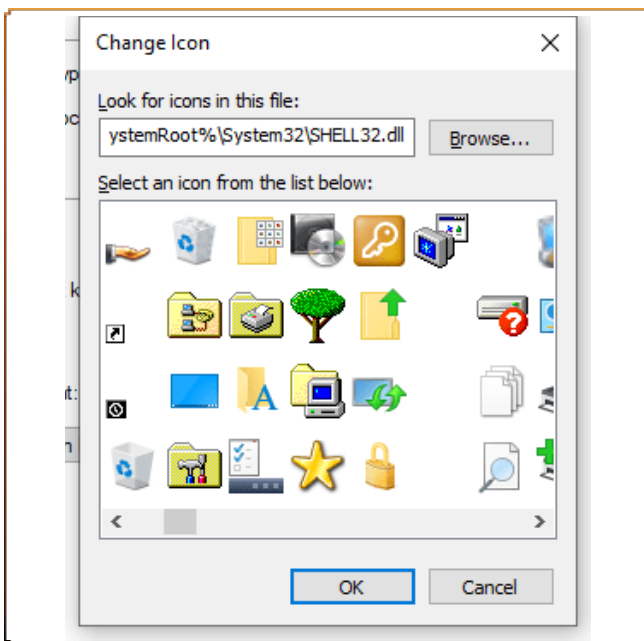 Change Icon
Look for icons in this file:
ystemRoot%\System32\SHELL32.dll
Browse...
Select an icon from the list below:
A
OK
Cancel